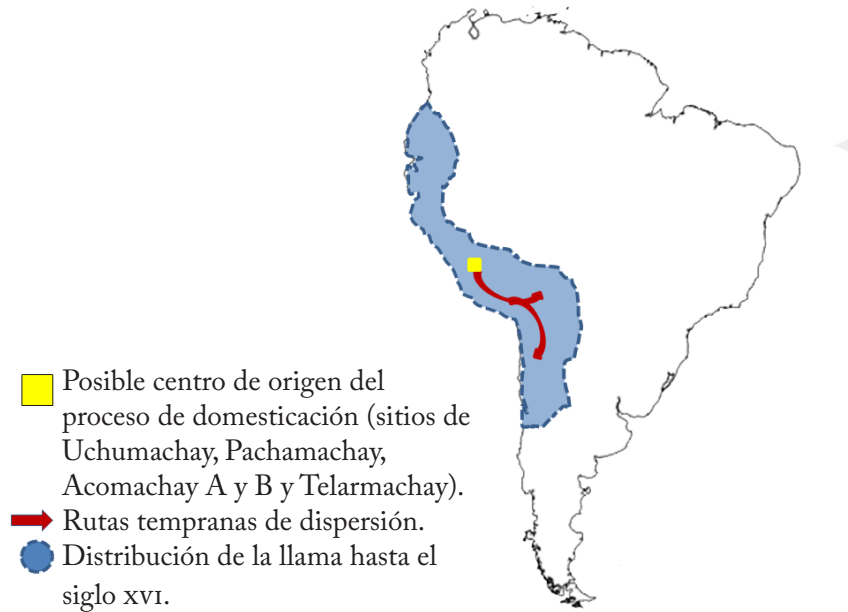 Posible centro de origen del
proceso de domesticación (sitios de
Uchumachay, Pachamachay,
Acomachay A y B y Telarmachay).
Rutas tempranas de dispersión.
Distribución de la llama hasta el
siglo XVI.